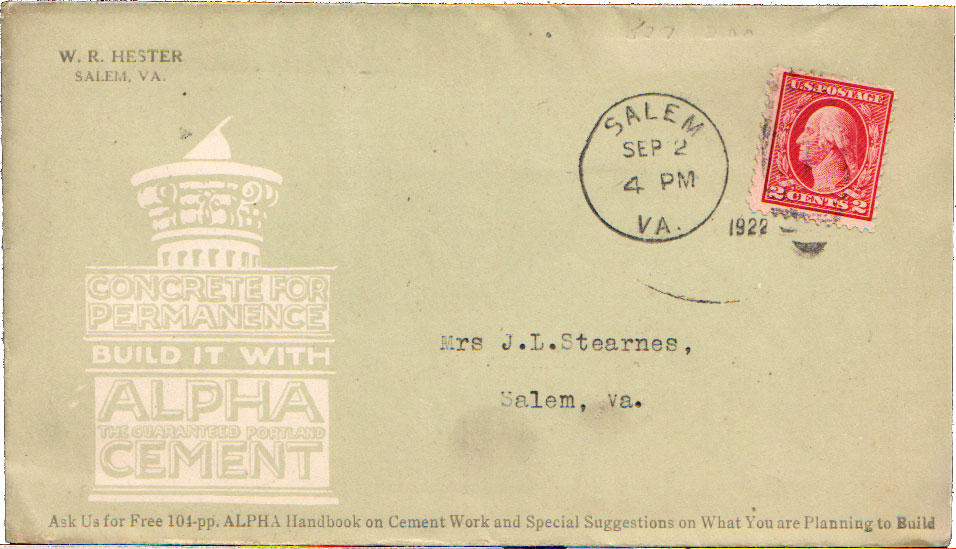 W. R. HESTER
SALEM, VA.
SALEM
SEP 2
4 PM
VA.
1922
U.S. POSTAGE
2 CENTS 2
CONCRETE FOR
PERMANENCE
BUILD IT WITH
ALPHA
THE GUARANTEED PORTLAND
CEMENT
Mrs J.L.Stearnes,
Salem, Va.
Ask Us for Free 104-pp. ALPHA Handbook on Cement Work and Special Suggestions on What You are Planning to Build